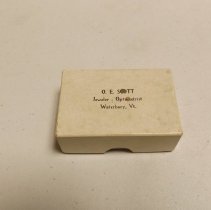 O. E. SCOTT
Jeweler - Optometrist
Waterbury, Vt.